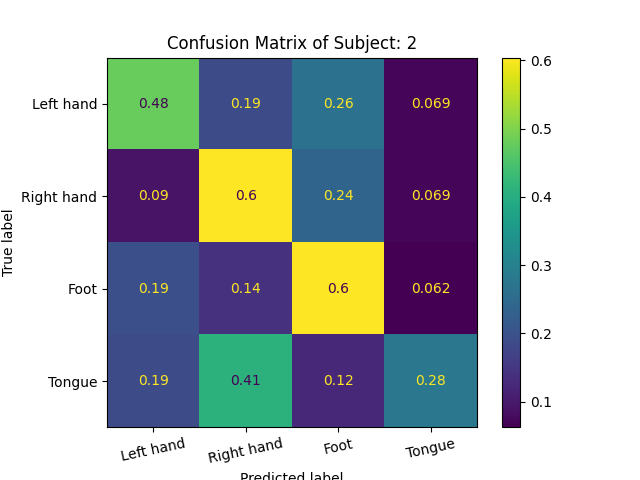 Confusion Matrix of Subject: 2
True label
Left hand 0.48 0.19 0.26 0.069
Right hand 0.09 0.6 0.24 0.069
Foot 0.19 0.14 0.6 0.062
Tongue 0.19 0.41 0.12 0.28
Left hand Right hand Foot Tongue
Predicted label
0.6
0.5
0.4
0.3
0.2
0.1